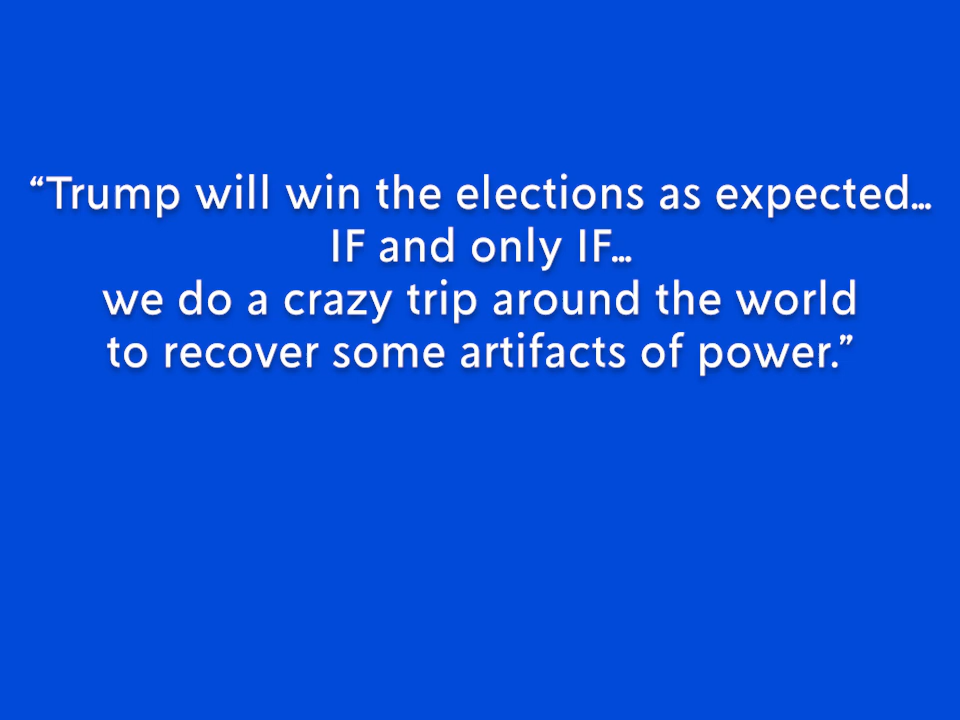 “Trump will win the elections as expected...
IF and only IF...
we do a crazy trip around the world
to recover some artifacts of power.”